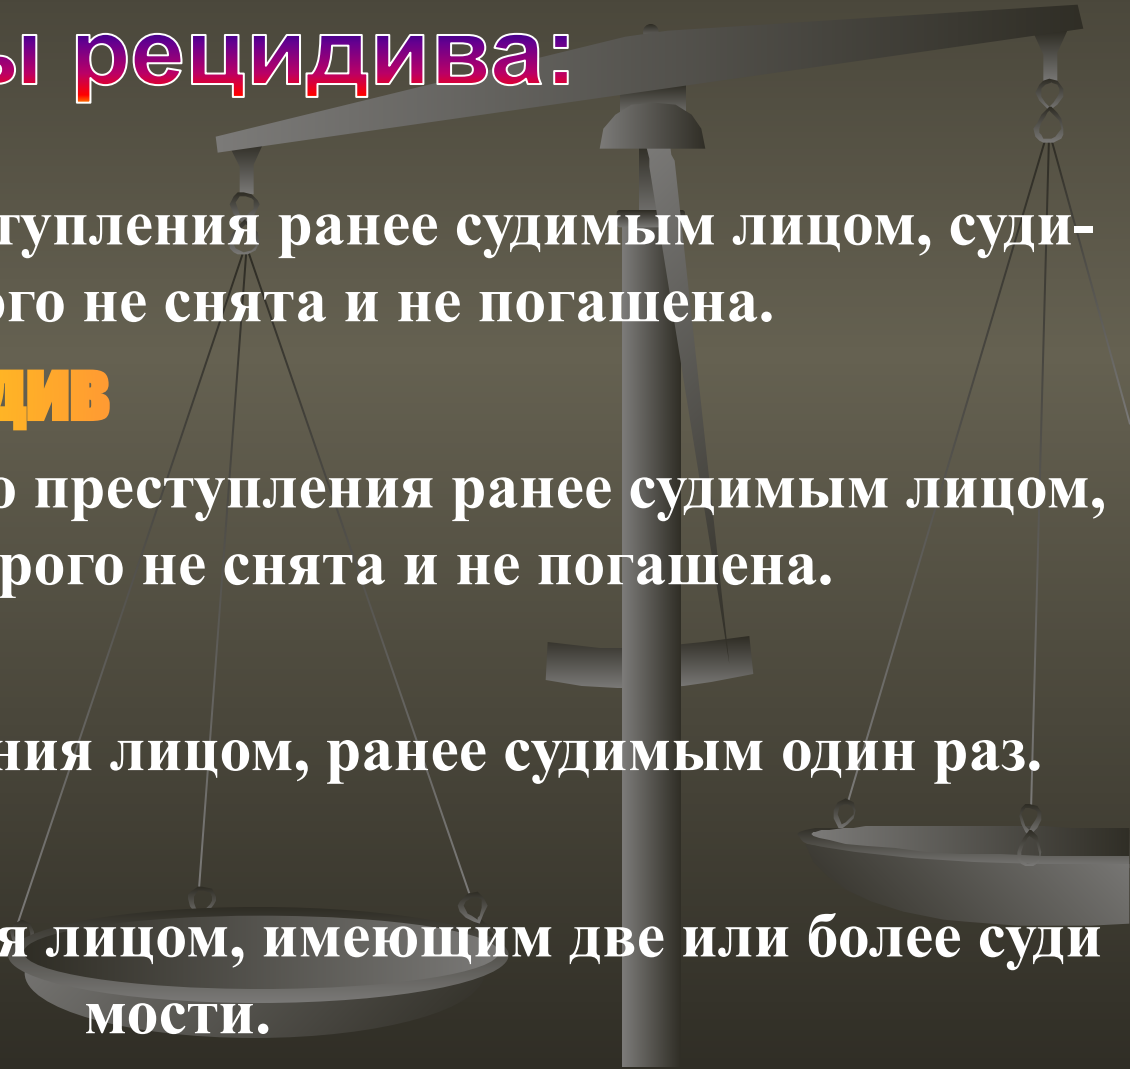 ы рецидива:
тупления ранее судимым лицом, суди-
ого не снята и не погашена.
див
о преступления ранее судимым лицом,
рого не снята и не погашена.
ния лицом, ранее судимым один раз.
я лицом, имеющим две или более суди
мости.